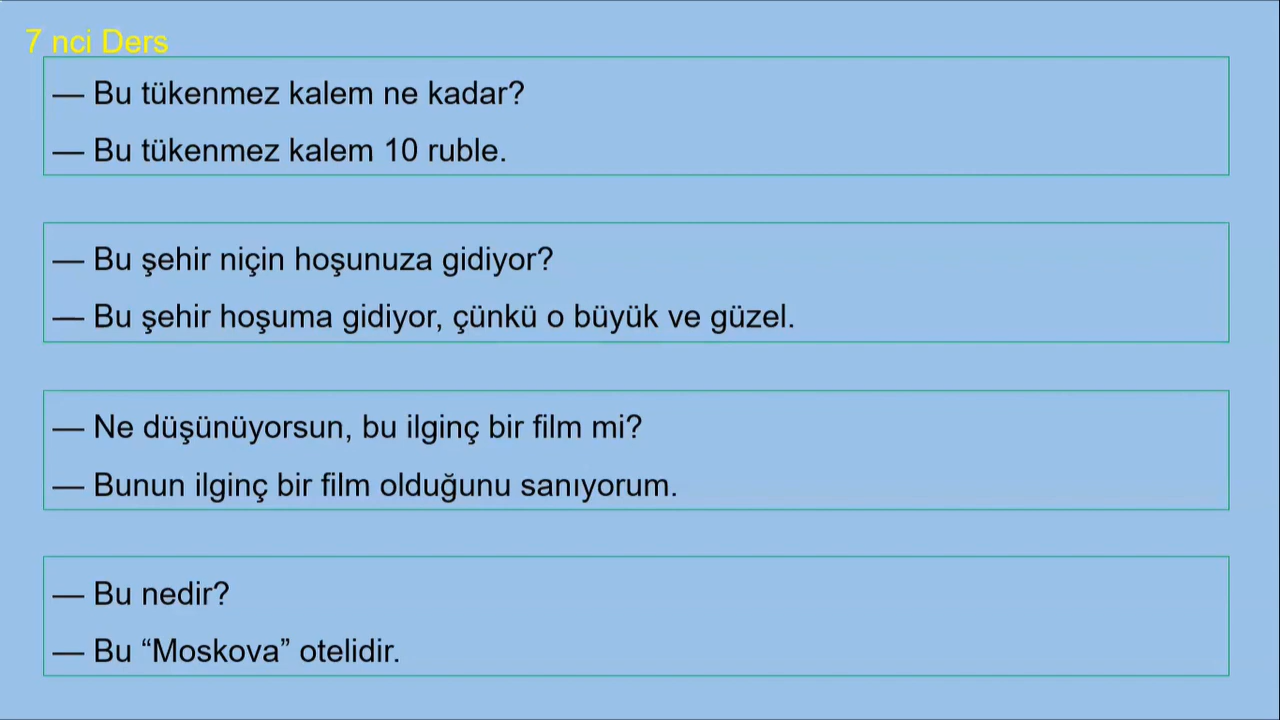 7 nci Ders
— Bu tükenmez kalem ne kadar?
— Bu tükenmez kalem 10 ruble.
— Bu şehir niçin hoşunuza gidiyor?
— Bu şehir hoşuma gidiyor, çünkü o büyük ve güzel.
— Ne düşünüyorsun, bu ilginç bir film mi?
— Bunun ilginç bir film olduğunu sanıyorum.
— Bu nedir?
— Bu “Moskova” otelidir.